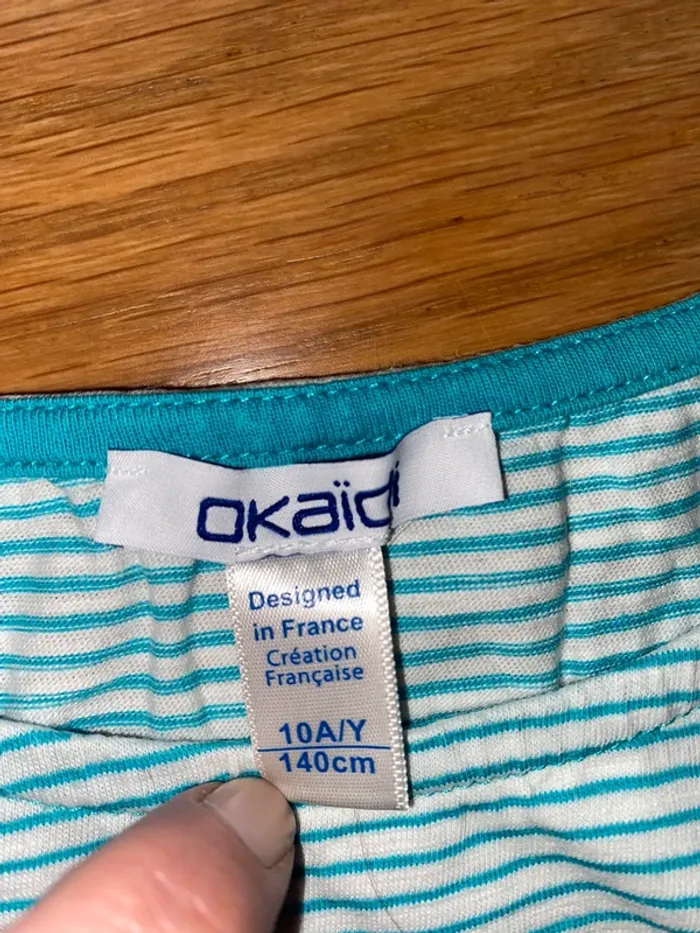 OKaïdi
Designed
in France
Création
Française
10A/Y
140cm